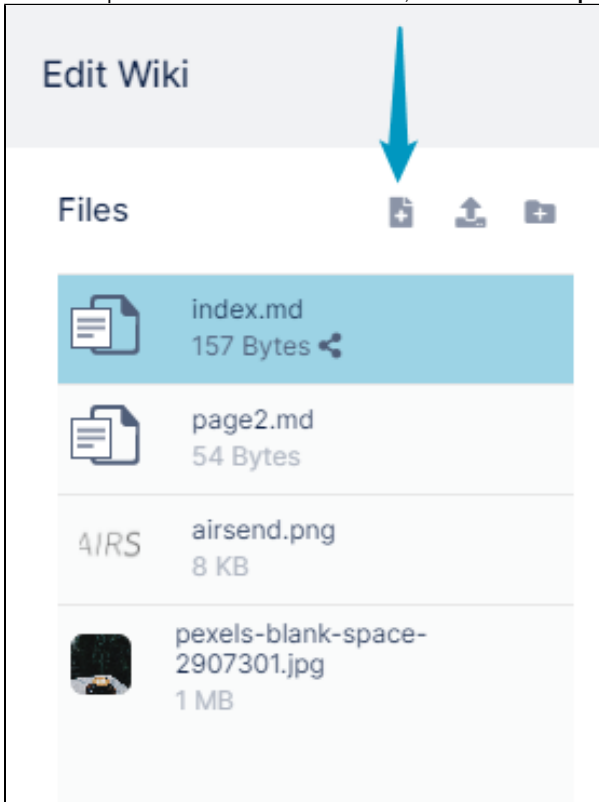 Edit Wiki
Files
index.md
157 Bytes
page2.md
54 Bytes
AIRS
airsend.png
8 KB
pexels-blank-space-
2907301.jpg
1 MB